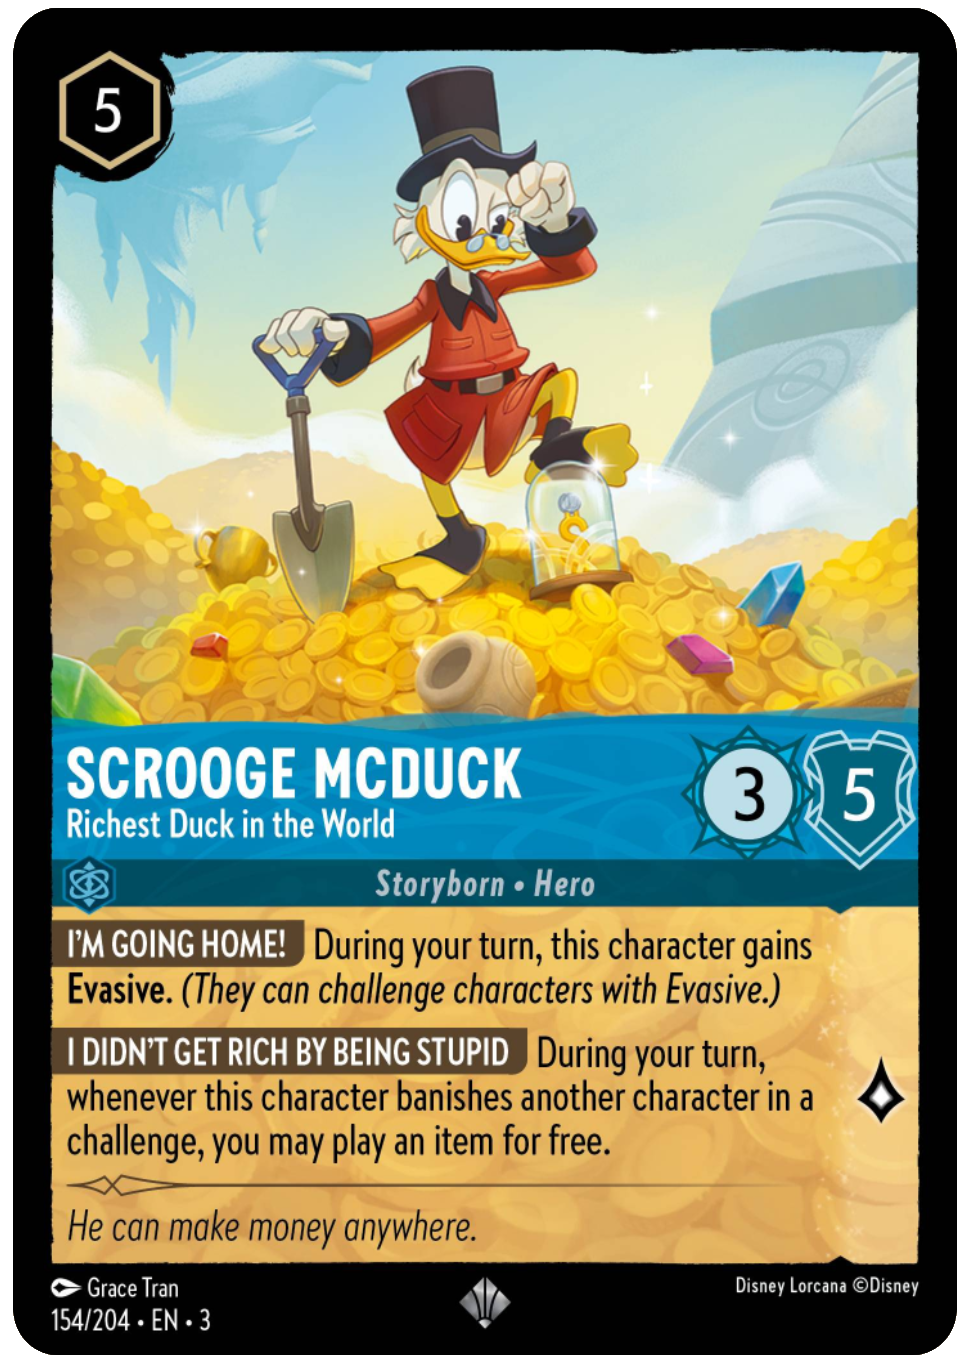 5
SCROOGE MCDUCK
Richest Duck in the World
3
5
Storyborn • Hero
I'M GOING HOME! During your turn, this character gains
Evasive. (They can challenge characters with Evasive.)
I DIDN'T GET RICH BY BEING STUPID During your turn,
whenever this character banishes another character in a
challenge, you may play an item for free.
He can make money anywhere.
Grace Tran
154/204 • EN • 3
Disney Lorcana ©Disney